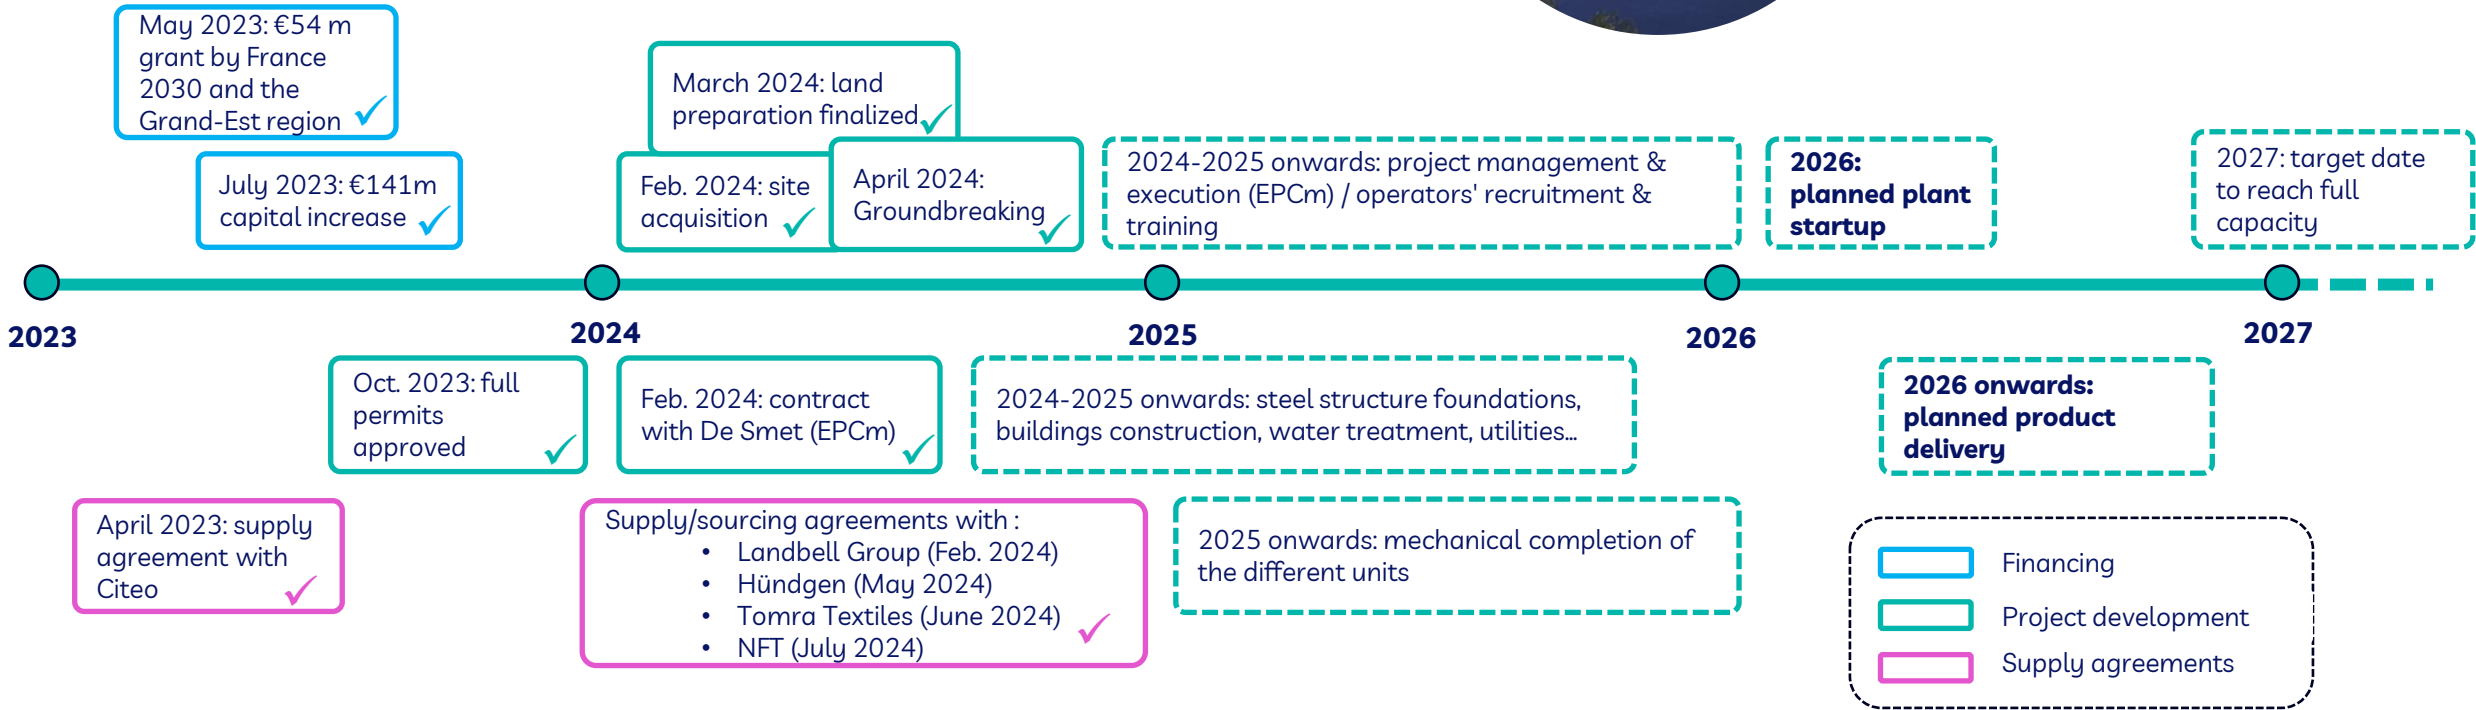 May 2023: €54 m
grant by France
2030 and the
Grand-Est region
July 2023: €141m
capital increase
March 2024: land
preparation finalized
Feb. 2024: site
acquisition
April 2024:
Groundbreaking
2024-2025 onwards: project management &
execution (EPCm) / operators' recruitment &
training
2026:
planned plant
startup
2027: target date
to reach full
capacity
2023
2024
2025
2026
2027
Oct. 2023: full
permits
approved
Feb. 2024: contract
with De Smet (EPCm)
2024-2025 onwards: steel structure foundations,
buildings construction, water treatment, utilities…
2026 onwards:
planned product
delivery
April 2023: supply
agreement with
Citeo
Supply/sourcing agreements with :
• Landbell Group (Feb. 2024)
• Hündgen (May 2024)
• Tomra Textiles (June 2024)
• NFT (July 2024)
2025 onwards: mechanical completion of
the different units
Financing
Project development
Supply agreements